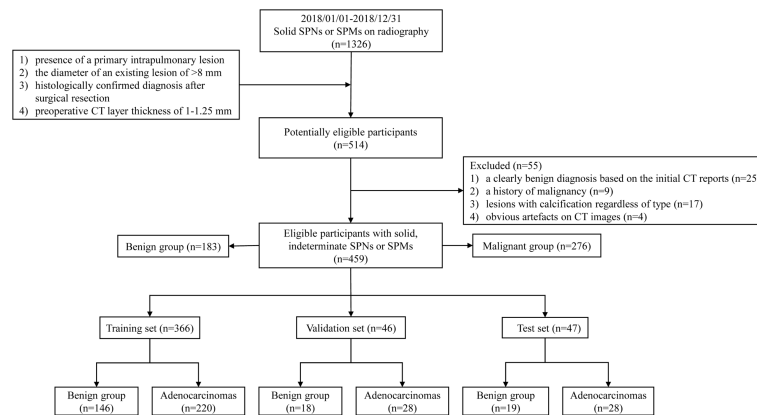 2018/01/01-2018/12/31
Solid SPNs or SPMs on radiography
(n=1326)
1) presence of a primary intrapulmonary lesion
2) the diameter of an existing lesion of >8 mm
3) histologically confirmed diagnosis after
surgical resection
4) preoperative CT layer thickness of 1-1.25 mm
Potentially eligible participants
(n=514)
Excluded (n=55)
1) a clearly benign diagnosis based on the initial CT reports (n=25
2) a history of malignancy (n=9)
3) lesions with calcification regardless of type (n=17)
4) obvious artefacts on CT images (n=4)
Eligible participants with solid,
indeterminate SPNs or SPMs
(n=459)
Benign group (n=183)
Malignant group (n=276)
Training set (n=366)
Validation set (n=46)
Test set (n=47)
Benign group
(n=146)
Adenocarcinomas
(n=220)
Benign group
(n=18)
Adenocarcinomas
(n=28)
Benign group
(n=19)
Adenocarcinomas
(n=28)